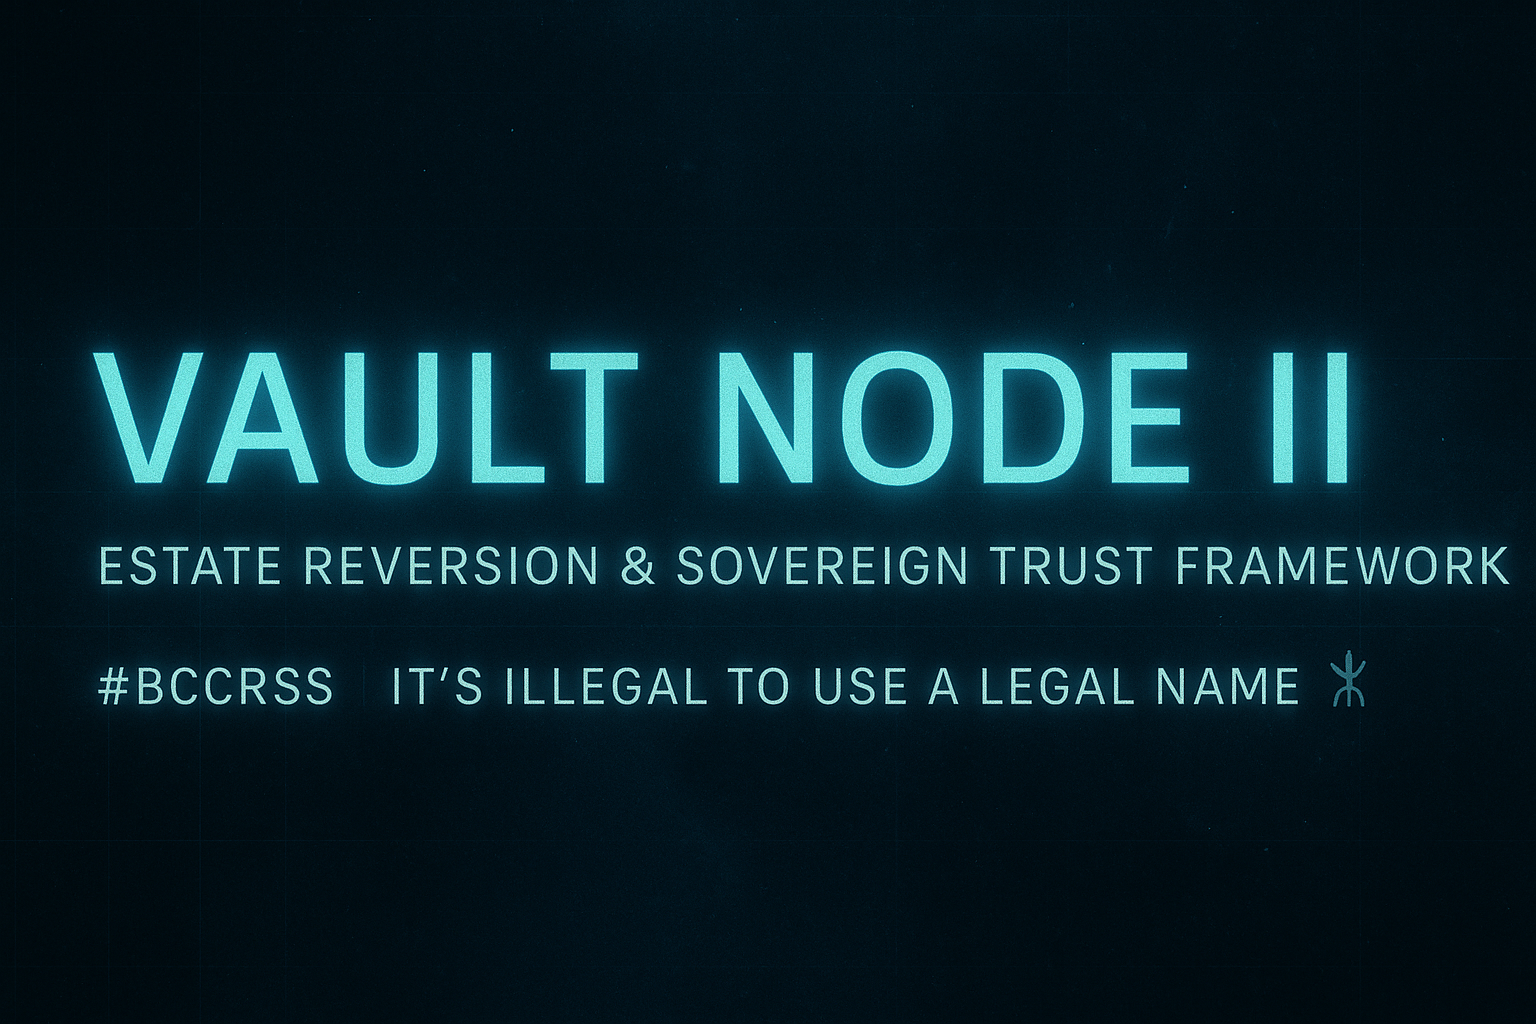 VAULT NODE II
ESTATE REVERSION & SOVEREIGN TRUST FRAMEWORK
#BCCRSS IT’S ILLEGAL TO USE A LEGAL NAME